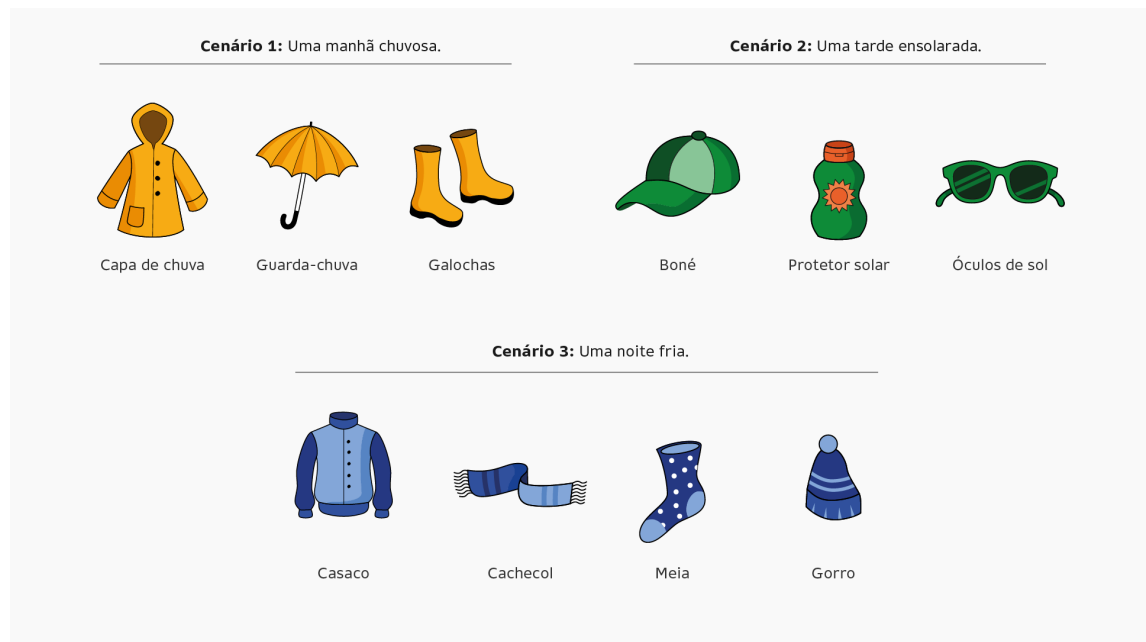 Cenário 1: Uma manhã chuvosa.
Capa de chuva
Guarda-chuva
Galochas
Cenário 2: Uma tarde ensolarada.
Boné
Protetor solar
Óculos de sol
Cenário 3: Uma noite fria.
Casaco
Cachecol
Meia
Gorro